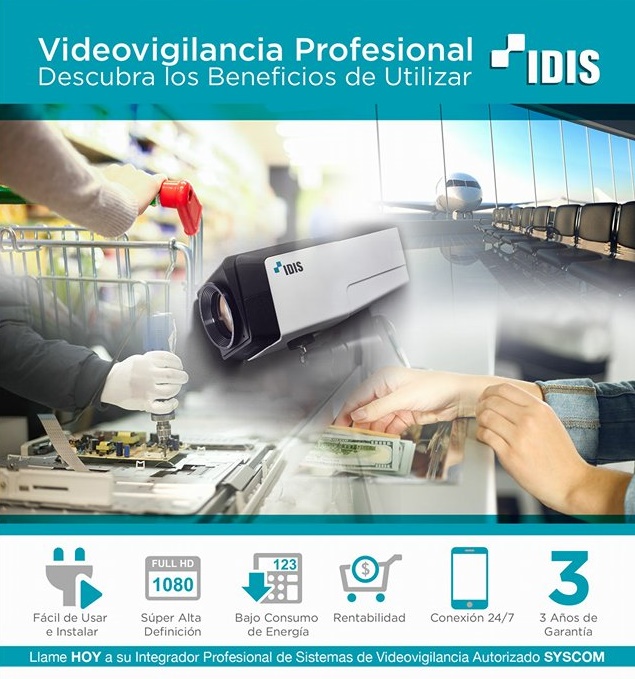 Videovigilancia Profesional
Descubra los Beneficios de Utilizar
IDIS
IDIS
FULL HD
1080
123
$
3
Fácil de Usar
e Instalar
Súper Alta
Definición
Bajo Consumo
de Energía
Rentabilidad
Conexión 24/7
3 Años de
Garantía
Llame HOY a su Integrador Profesional de Sistemas de Videovigilancia Autorizado SYSCOM